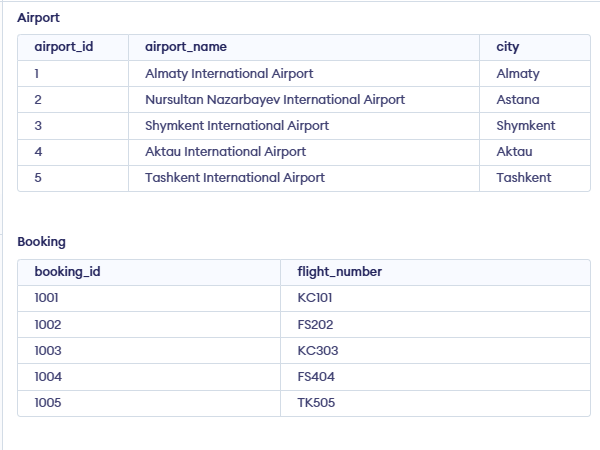 Airport
airport_id airport_name city
1 Almaty International Airport Almaty
2 Nursultan Nazarbayev International Airport Astana
3 Shymkent International Airport Shymkent
4 Aktau International Airport Aktau
5 Tashkent International Airport Tashkent
Booking
booking_id flight_number
1001 KC101
1002 FS202
1003 KC303
1004 FS404
1005 TK505